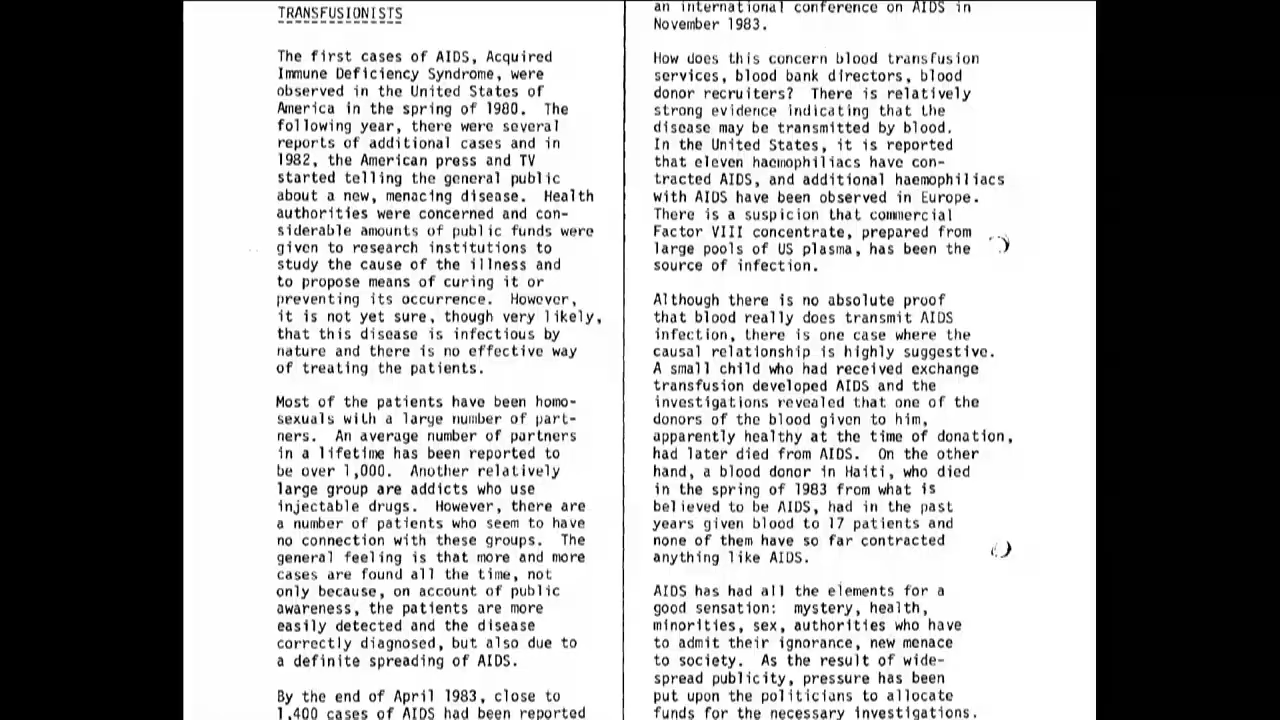 TRANSFUSIONISTS
The first cases of AIDS, Acquired
Immune Deficiency Syndrome, were
observed in the United States of
America in the spring of 1980. The
following year, there were several
reports of additional cases and in
1982, the American press and TV
started telling the general public
about a new, menacing disease. Health
authorities were concerned and con-
siderable amounts of public funds were
given to research institutions to
study the cause of the illness and
to propose means of curing it or
preventing its occurrence. However,
it is not yet sure, though very likely,
that this disease is infectious by
nature and there is no effective way
of treating the patients.
Most of the patients have been homo-
sexuals with a large number of part-
ners. An average number of partners
in a lifetime has been reported to
be over 1,000. Another relatively
large group are addicts who use
injectable drugs. However, there are
a number of patients who seem to have
no connection with these groups. The
general feeling is that more and more
cases are found all the time, not
only because, on account of public
awareness, the patients are more
easily detected and the disease
correctly diagnosed, but also due to
a definite spreading of AIDS.
By the end of April 1983, close to
1,400 cases of AIDS had been reported
an international conference on AIDS in
November 1983.
How does this concern blood transfusion
services, blood bank directors, blood
donor recruiters? There is relatively
strong evidence indicating that the
disease may be transmitted by blood.
In the United States, it is reported
that eleven haemophiliacs have con-
tracted AIDS, and additional haemophiliacs
with AIDS have been observed in Europe.
There is a suspicion that commercial
Factor VIII concentrate, prepared from
large pools of US plasma, has been the
source of infection.
Although there is no absolute proof
that blood really does transmit AIDS
infection, there is one case where the
causal relationship is highly suggestive.
A small child who had received exchange
transfusion developed AIDS and the
investigations revealed that one of the
donors of the blood given to him,
apparently healthy at the time of donation,
had later died from AIDS. On the other
hand, a blood donor in Haiti, who died
in the spring of 1983 from what is
believed to be AIDS, had in the past
years given blood to 17 patients and
none of them have so far contracted
anything like AIDS.
AIDS has had all the elements for a
good sensation: mystery, health,
minorities, sex, authorities who have
to admit their ignorance, new menace
to society. As the result of wide-
spread publicity, pressure has been
put upon the politicians to allocate
funds for the necessary investigations.